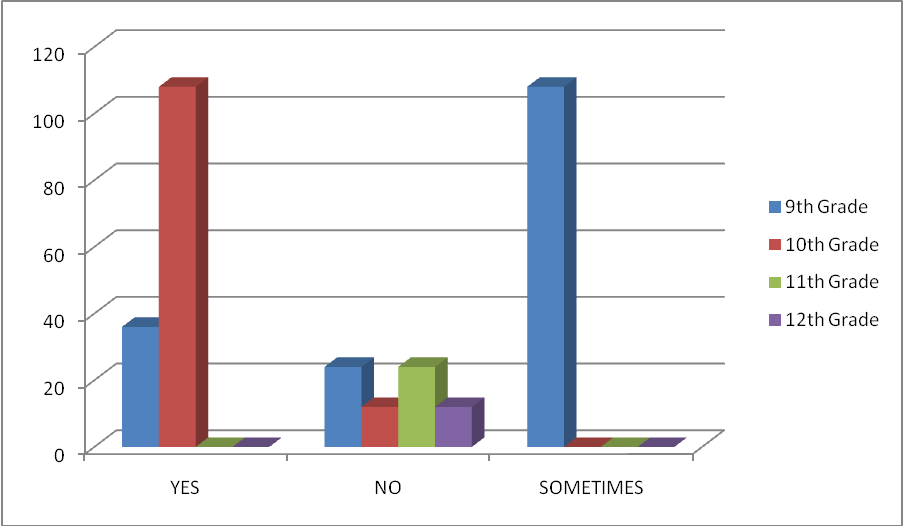 120
100
80
60
40
20
0
YES NO SOMETIMES
9th Grade
10th Grade
11th Grade
12th Grade